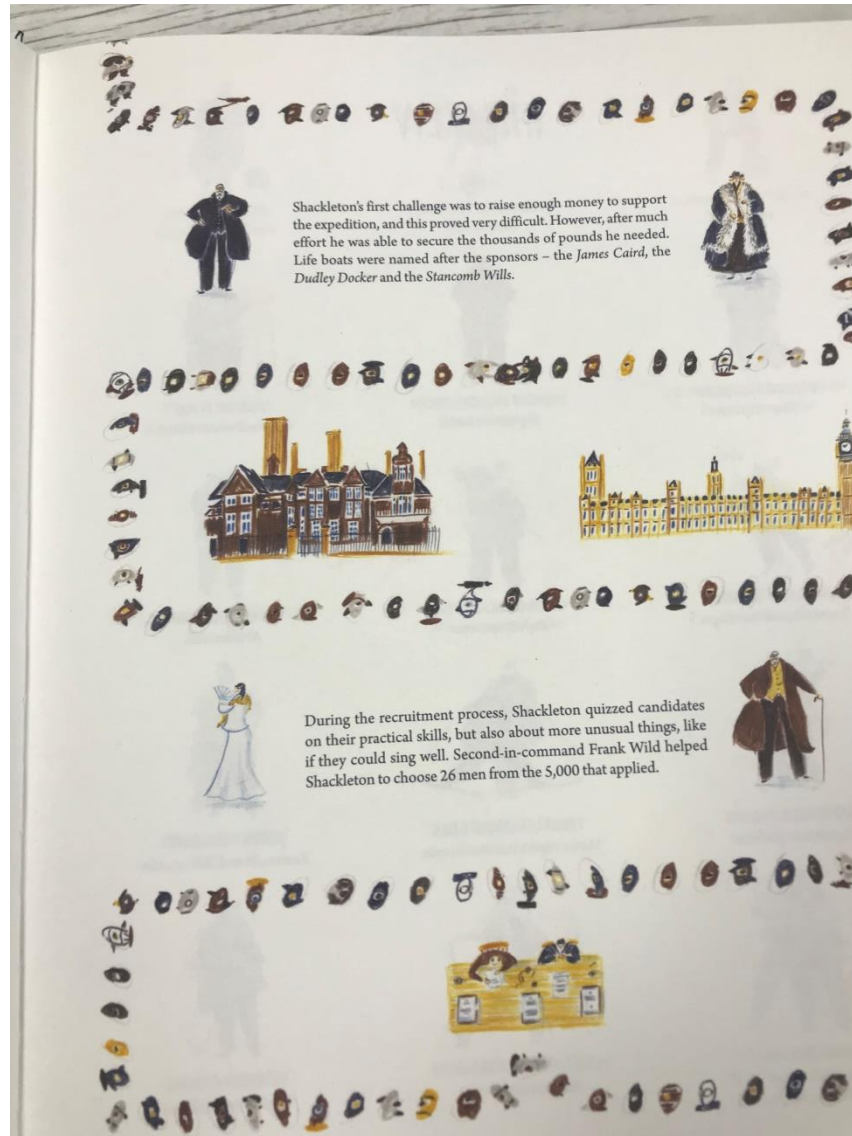 Shackleton's first challenge was to raise enough money to support
the expedition, and this proved very difficult. However, after much
effort he was able to secure the thousands of pounds he needed.
Life boats were named after the sponsors – the James Caird, the
Dudley Docker and the Stancomb Wills.
During the recruitment process, Shackleton quizzed candidates
on their practical skills, but also about more unusual things, like
if they could sing well. Second-in-command Frank Wild helped
Shackleton to choose 26 men from the 5,000 that applied.